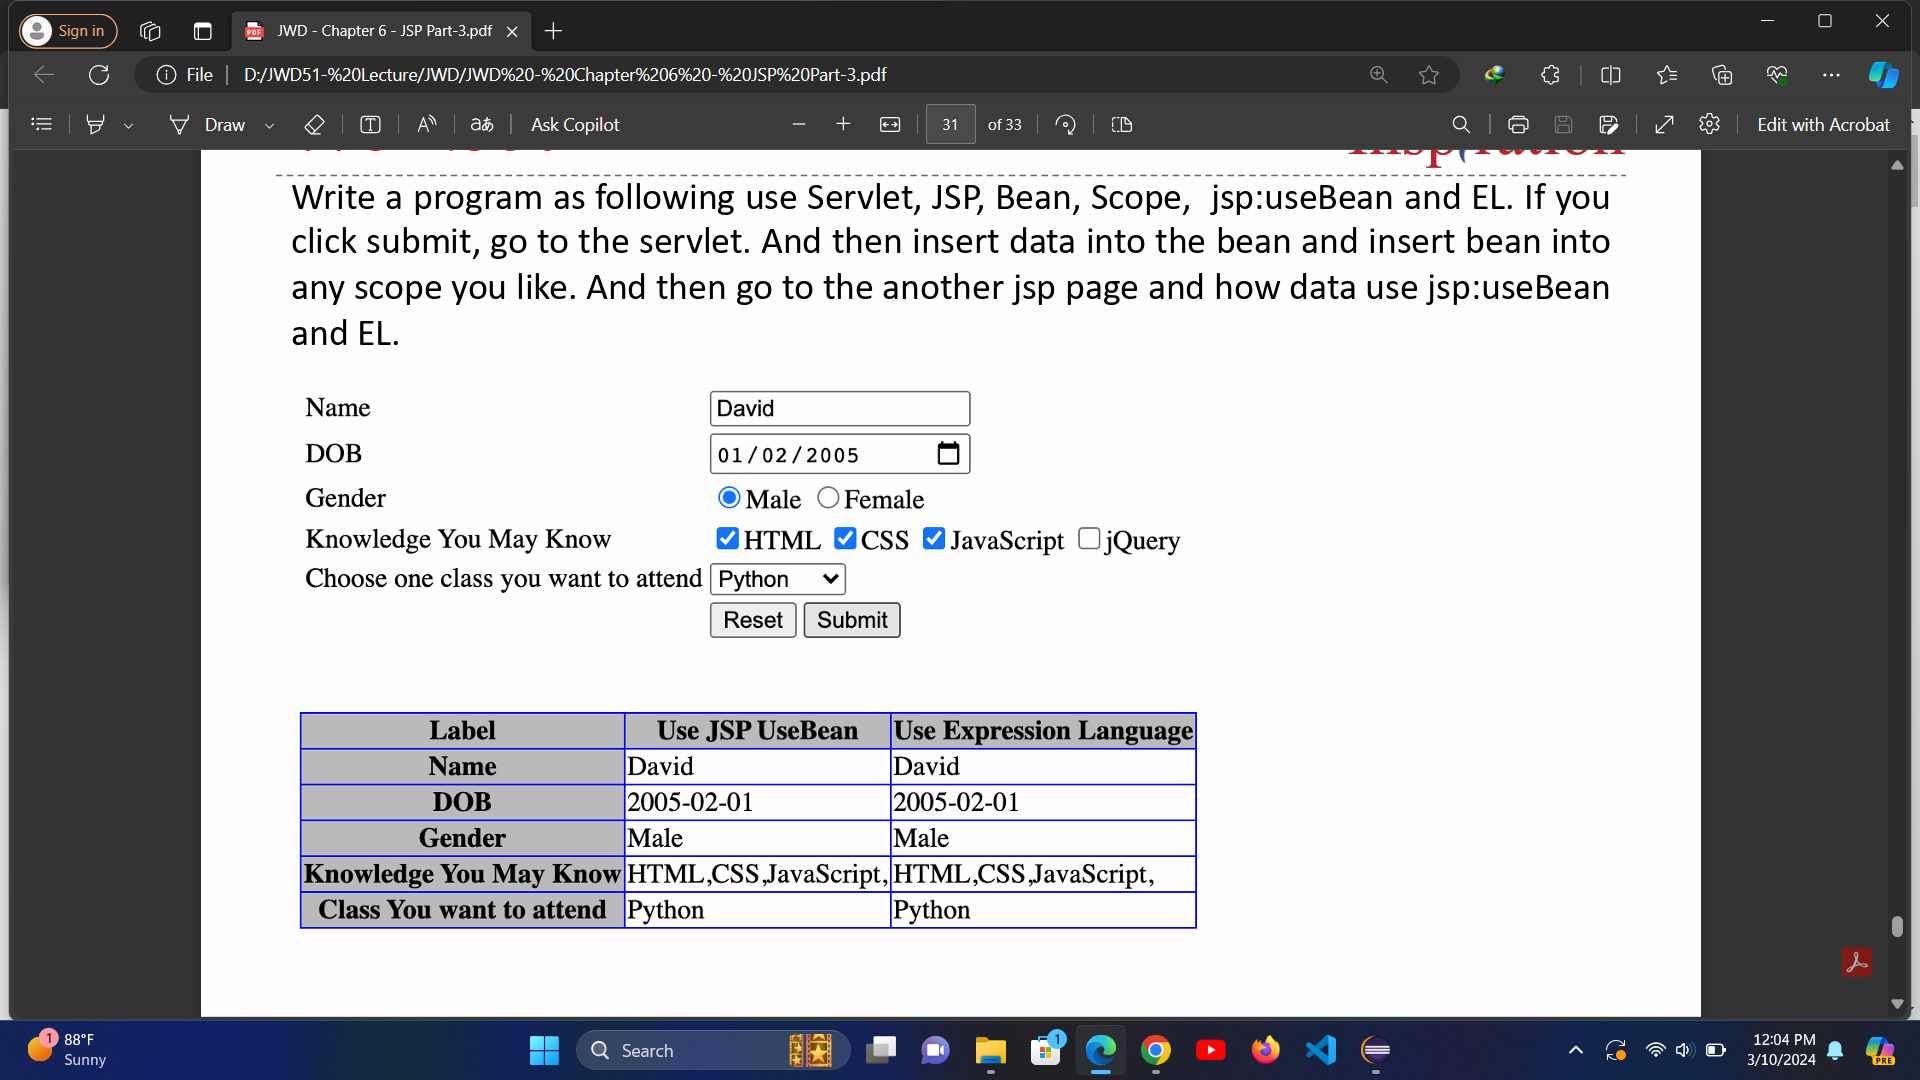 Sign in
JWD - Chapter 6 - JSP Part-3.pdf
File
D:/JWD51-%20Lecture/JWD/JWD%20-%20Chapter%206%20-%20JSP%20Part-3.pdf
Draw
Ask Copilot
31 of 33
Edit with Acrobat
Write a program as following use Servlet, JSP, Bean, Scope, jsp:useBean and EL. If you
click submit, go to the servlet. And then insert data into the bean and insert bean into
any scope you like. And then go to the another jsp page and how data use jsp:useBean
and EL.
Name David
DOB 01/02/2005
Gender Male Female
Knowledge You May Know HTML CSS JavaScript jQuery
Choose one class you want to attend Python
Reset Submit
Label Use JSP UseBean Use Expression Language
Name David David
DOB 2005-02-01 2005-02-01
Gender Male Male
Knowledge You May Know HTML,CSS,JavaScript, HTML,CSS,JavaScript,
Class You want to attend Python Python
1
88°F
Sunny
Search
1
12:04 PM
3/10/2024
PRE